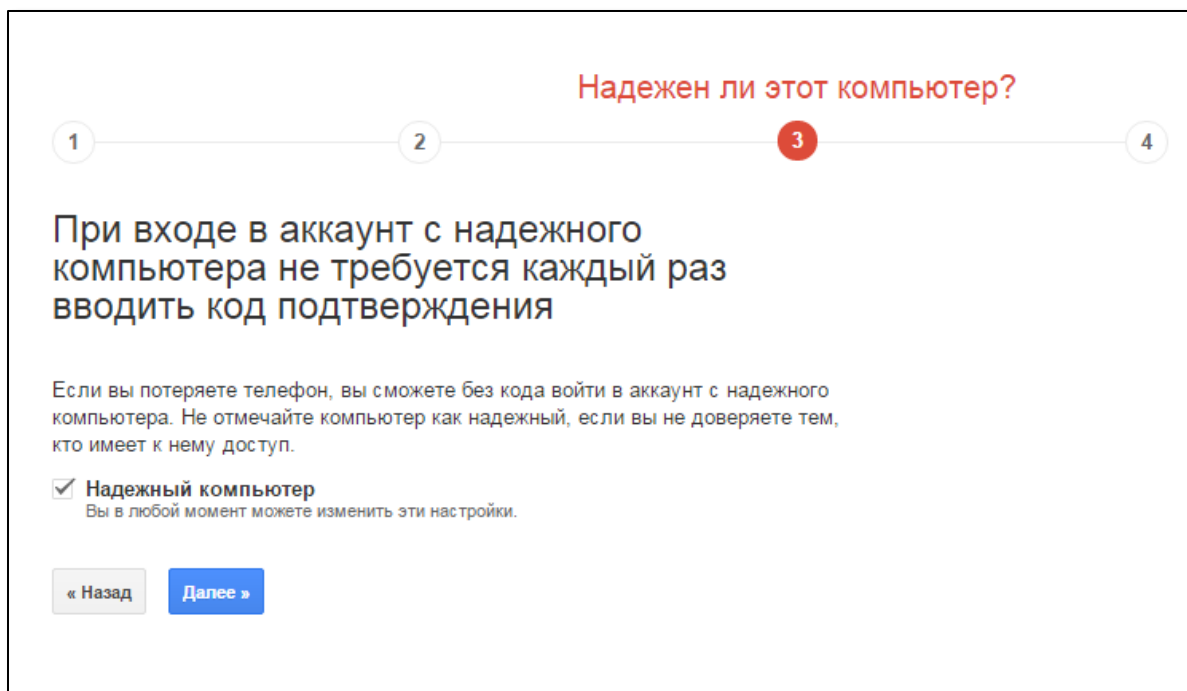 Надежен ли этот компьютер?
1 2 3 4
При входе в аккаунт с надежного
компьютера не требуется каждый раз
вводить код подтверждения
Если вы потеряете телефон, вы сможете без кода войти в аккаунт с надежного
компьютера. Не отмечайте компьютер как надежный, если вы не доверяете тем,
кто имеет к нему доступ.
Надежный компьютер
Вы в любой момент можете изменить эти настройки.
« Назад Далее »